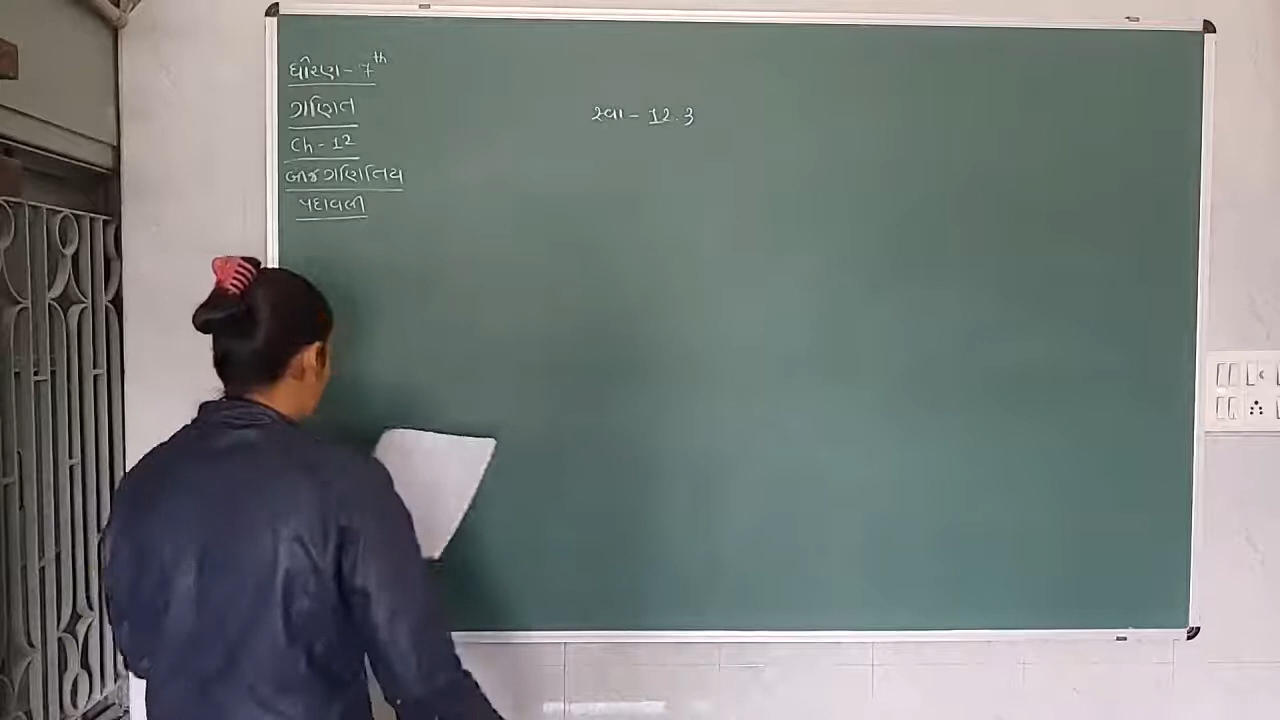 ધોરણ - 7th
ગણિત
Ch - 12
બીજગણિતિય
પદાવલી
સ્વા - 12.3